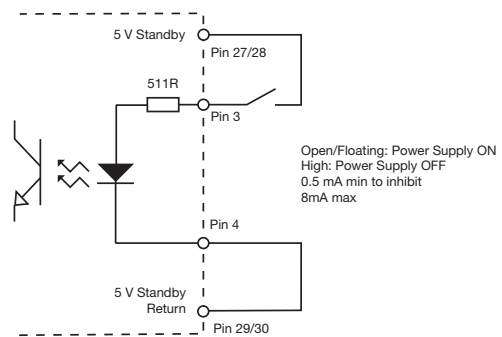 5 V Standby
Pin 27/28
511R
Pin 3
Open/Floating: Power Supply ON
High: Power Supply OFF
0.5 mA min to inhibit
8mA max
Pin 4
5 V Standby
Return
Pin 29/30